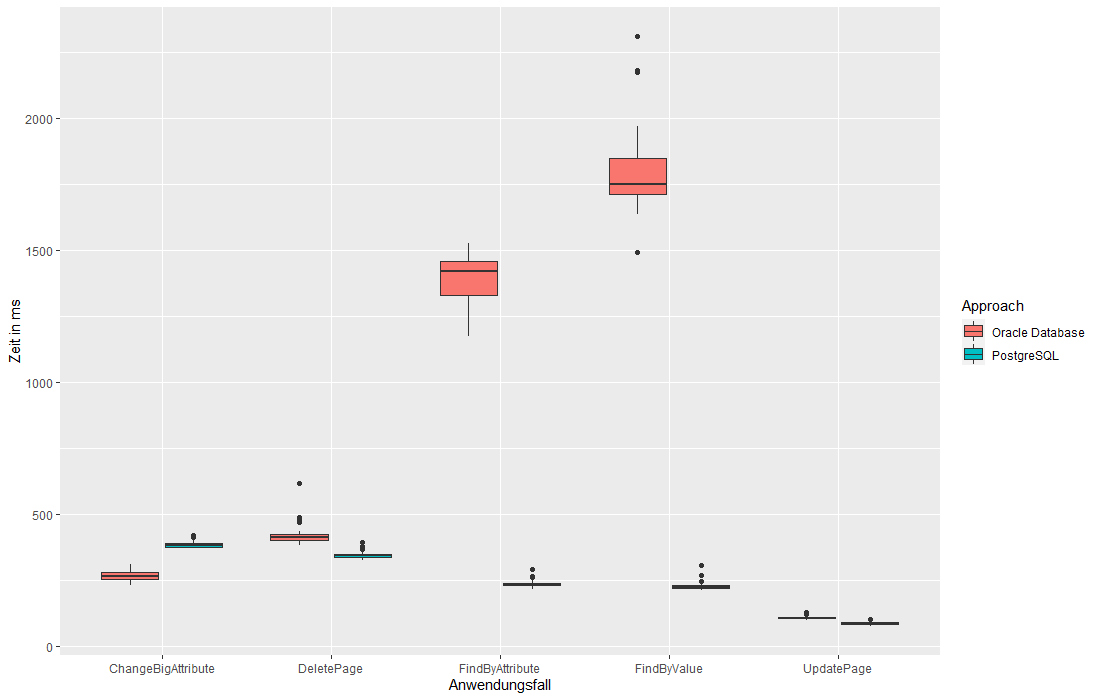 Zeit in ms
2000
1500
1000
500
0
ChangeBigAttribute
DeletePage
FindByAttribute
FindByValue
UpdatePage
Anwendungsfall
Approach
Oracle Database
PostgreSQL